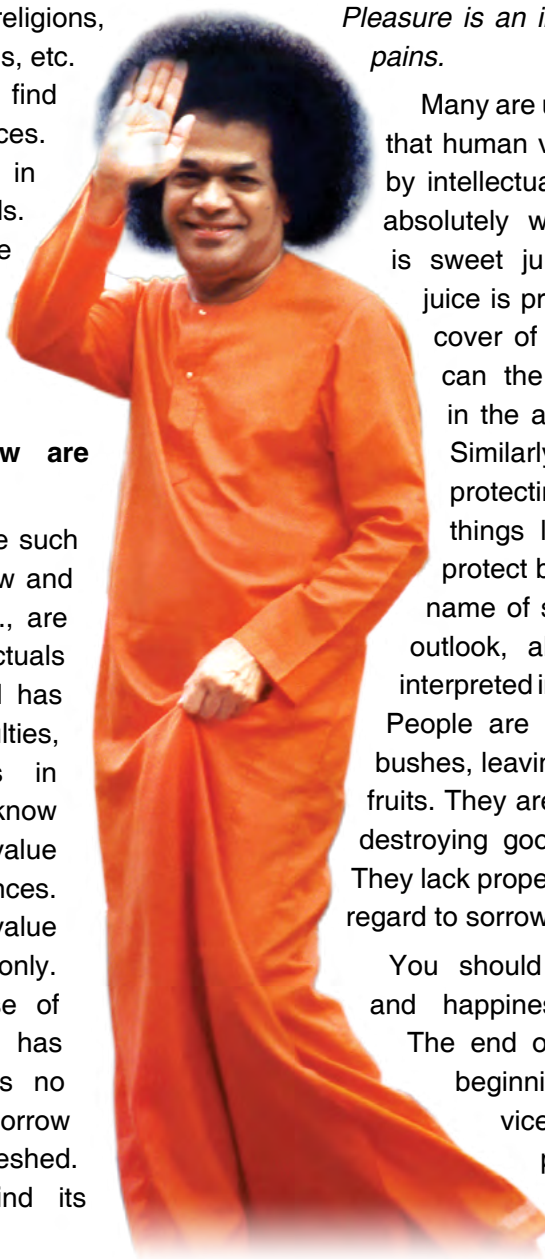 religions,
s, etc.
find
ces.
in
ls.
e
w are
e such
w and
., are
ctuals
l has
ulties,
s in
know
value
nces.
value
only.
se of
has
s no
orrow
eshed.
ind its
Pleasure is an i
pains.
Many are u
that human v
by intellectua
absolutely w
is sweet ju
juice is pr
cover of
can the
in the a
Similarly
protectin
things l
protect b
name of s
outlook, al
interpreted i
People are
bushes, leavin
fruits. They are
destroying goo
They lack prope
regard to sorrow
You should
and happines
The end o
beginni
vice
p